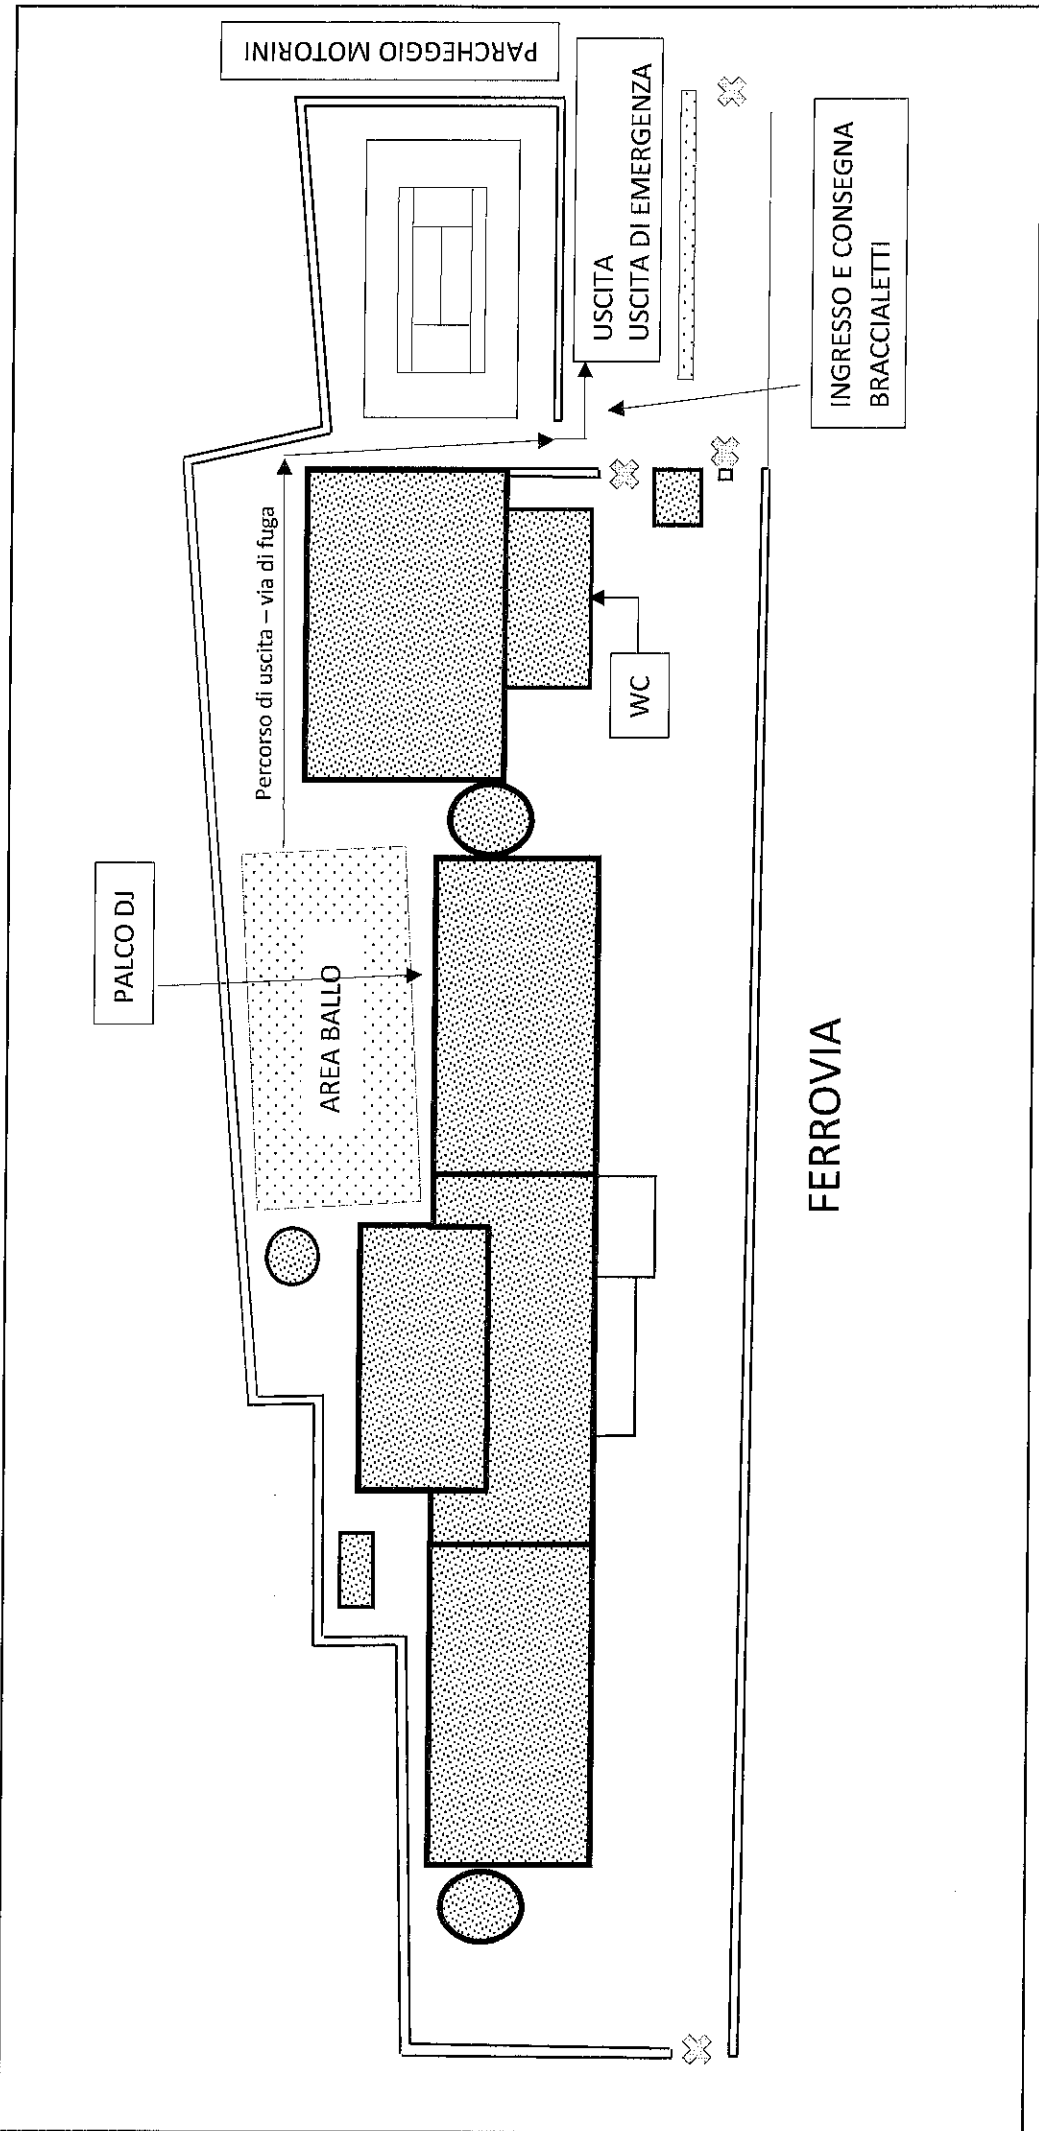 PARCHEGGIO MOTORINI
USCITA
USCITA DI EMERGENZA
INGRESSO E CONSEGNA
BRACCIALETTI
Percorso di uscita – via di fuga
WC
PALCO DJ
AREA BALLO
FERROVIA